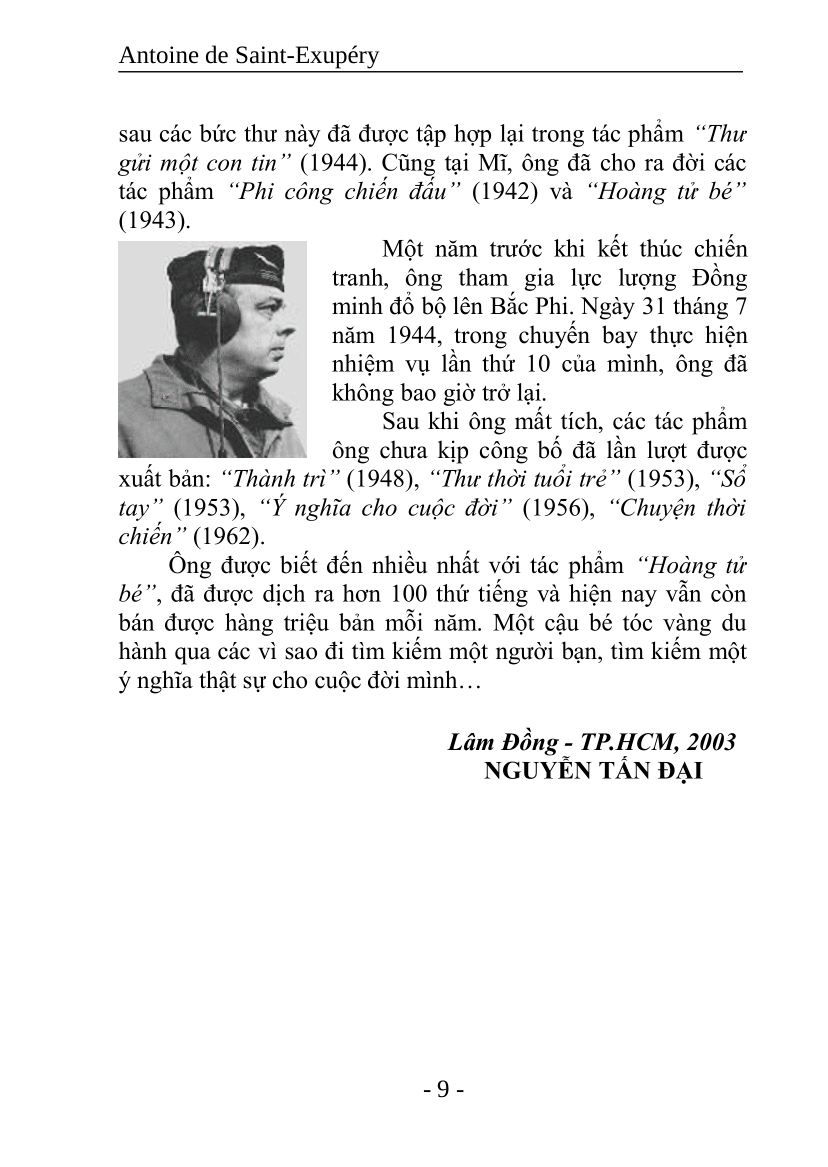 Antoine de Saint-Exupéry
sau các bức thư này đã được tập hợp lại trong tác phẩm “Thư
gửi một con tin” (1944). Cũng tại Mĩ, ông đã cho ra đời các
tác phẩm “Phi công chiến đấu” (1942) và “Hoàng tử bé”
(1943).
Một năm trước khi kết thúc chiến
tranh, ông tham gia lực lượng Đồng
minh đổ bộ lên Bắc Phi. Ngày 31 tháng 7
năm 1944, trong chuyến bay thực hiện
nhiệm vụ lần thứ 10 của mình, ông đã
không bao giờ trở lại.
Sau khi ông mất tích, các tác phẩm
ông chưa kịp công bố đã lần lượt được
xuất bản: “Thành trì” (1948), “Thư thời tuổi trẻ” (1953), “Sổ
tay” (1953), “Ý nghĩa cho cuộc đời” (1956), “Chuyện thời
chiến” (1962).
Ông được biết đến nhiều nhất với tác phẩm “Hoàng tử
bé”, đã được dịch ra hơn 100 thứ tiếng và hiện nay vẫn còn
bán được hàng triệu bản mỗi năm. Một cậu bé tóc vàng du
hành qua các vì sao đi tìm kiếm một người bạn, tìm kiếm một
ý nghĩa thật sự cho cuộc đời mình…
Lâm Đồng - TP.HCM, 2003
NGUYỄN TẤN ĐẠI
- 9 -